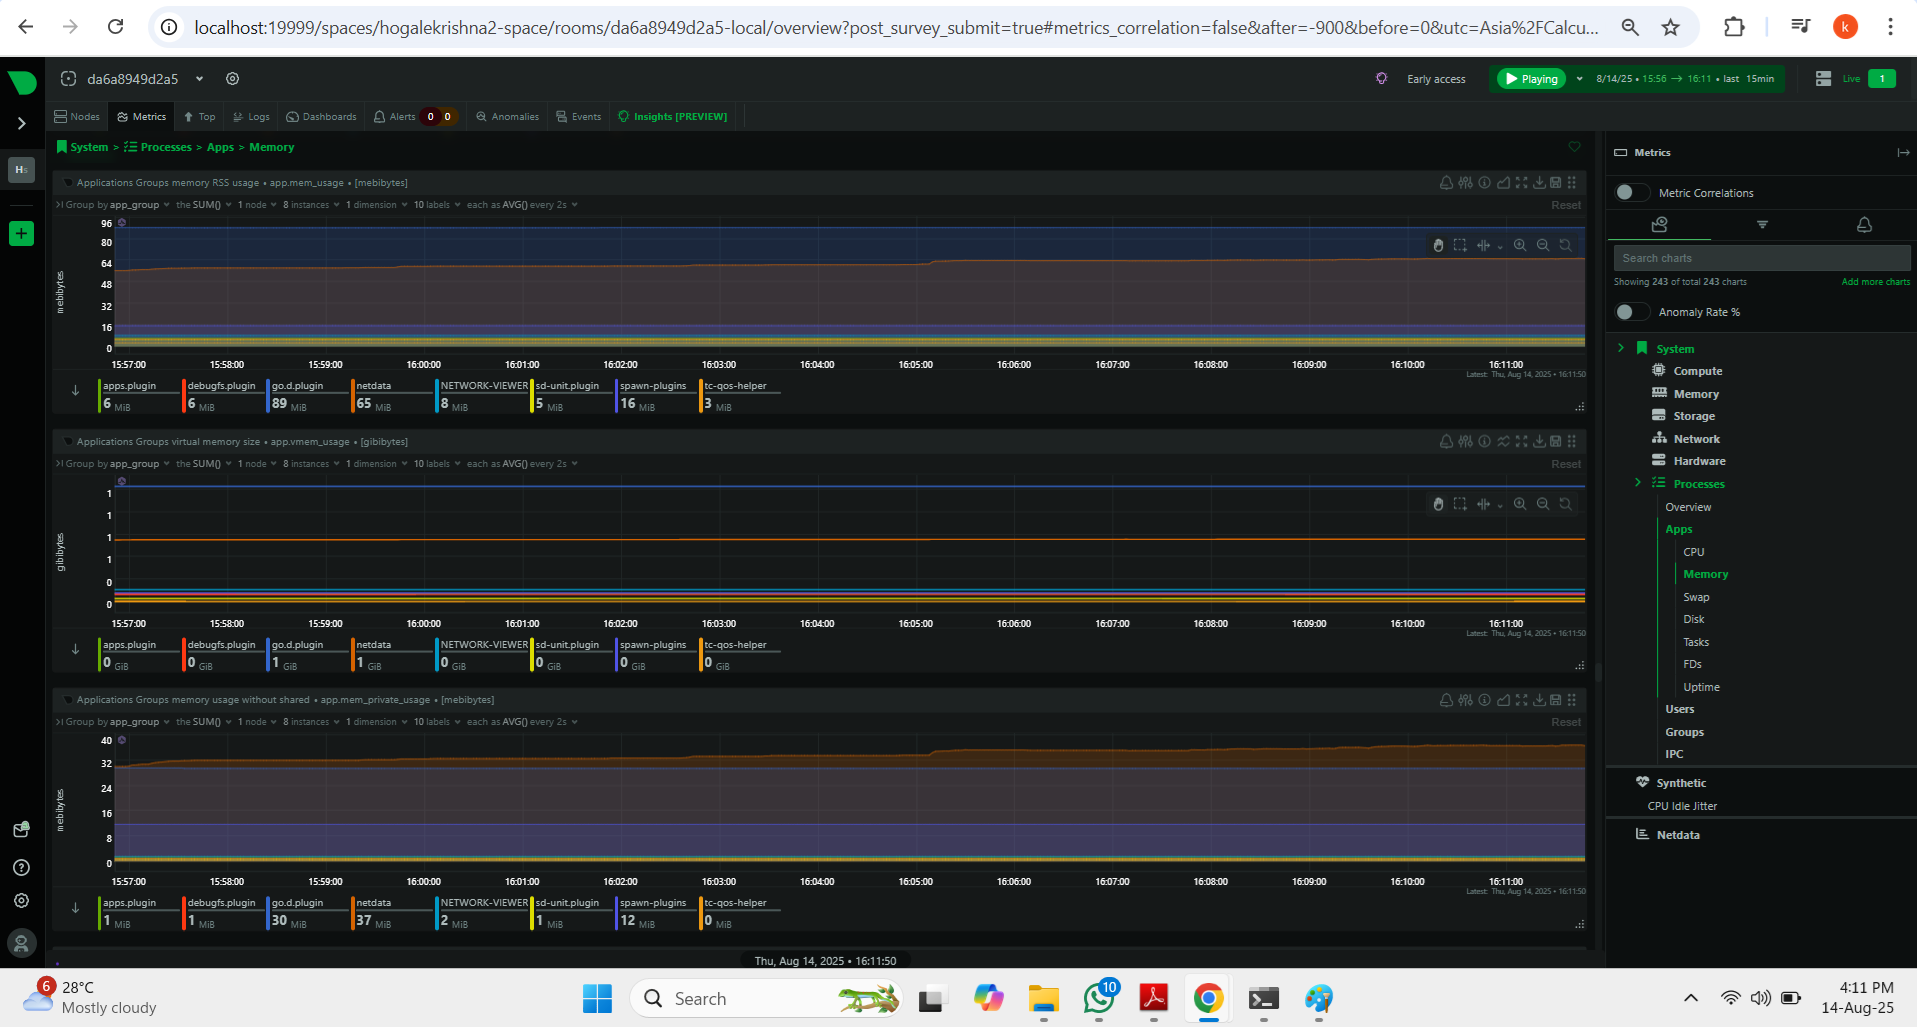 localhost:19999/spaces/hogalekrishna2-space/rooms/da6a8949d2a5-local/overview?post_survey_submit=true#metrics_correlation=false&after=-900&before=0&utc=Asia%2FCalcu...
k
da6a8949d2a5
Early access
Playing
8/14/25 • 15:56 → 16:11 • last 15min
Live 1
Nodes Metrics Top Logs Dashboards Alerts 0 0 Anomalies Events Insights [PREVIEW]
Hs
System > Processes > Apps > Memory
Applications Groups memory RSS usage • app.mem_usage • [mebibytes]
Group by app_group the SUM() 1 node 8 instances 1 dimension 10 labels each as AVG() every 2s
Reset
mebibytes
96
80
64
48
32
16
0
15:57:00 15:58:00 15:59:00 16:00:00 16:01:00 16:02:00 16:03:00 16:04:00 16:05:00 16:06:00 16:07:00 16:08:00 16:09:00 16:10:00 16:11:00
Latest: Thu, Aug 14, 2025 • 16:11:50
apps.plugin debugfs.plugin go.d.plugin netdata NETWORK-VIEWER sd-unit.plugin spawn-plugins tc-qos-helper
6 MiB 6 MiB 89 MiB 65 MiB 8 MiB 5 MiB 16 MiB 3 MiB
Applications Groups virtual memory size • app.vmem_usage • [gibibytes]
Group by app_group the SUM() 1 node 8 instances 1 dimension 10 labels each as AVG() every 2s
Reset
gibibytes
1
1
1
1
0
0
15:57:00 15:58:00 15:59:00 16:00:00 16:01:00 16:02:00 16:03:00 16:04:00 16:05:00 16:06:00 16:07:00 16:08:00 16:09:00 16:10:00 16:11:00
Latest: Thu, Aug 14, 2025 • 16:11:50
apps.plugin debugfs.plugin go.d.plugin netdata NETWORK-VIEWER sd-unit.plugin spawn-plugins tc-qos-helper
0 GiB 0 GiB 1 GiB 1 GiB 0 GiB 0 GiB 0 GiB 0 GiB
Applications Groups memory usage without shared • app.mem_private_usage • [mebibytes]
Group by app_group the SUM() 1 node 8 instances 1 dimension 10 labels each as AVG() every 2s
Reset
mebibytes
40
32
24
16
8
0
15:57:00 15:58:00 15:59:00 16:00:00 16:01:00 16:02:00 16:03:00 16:04:00 16:05:00 16:06:00 16:07:00 16:08:00 16:09:00 16:10:00 16:11:00
Latest: Thu, Aug 14, 2025 • 16:11:50
apps.plugin debugfs.plugin go.d.plugin netdata NETWORK-VIEWER sd-unit.plugin spawn-plugins tc-qos-helper
1 MiB 1 MiB 30 MiB 37 MiB 2 MiB 1 MiB 12 MiB 0 MiB
Thu, Aug 14, 2025 • 16:11:50
Metrics
Metric Correlations
Search charts
Showing 243 of total 243 charts
Add more charts
Anomaly Rate %
System
Compute
Memory
Storage
Network
Hardware
Processes
Overview
Apps
CPU
Memory
Swap
Disk
Tasks
FDs
Uptime
Users
Groups
IPC
Synthetic
CPU Idle Jitter
Netdata
6
28°C
Mostly cloudy
Search
10
4:11 PM
14-Aug-25